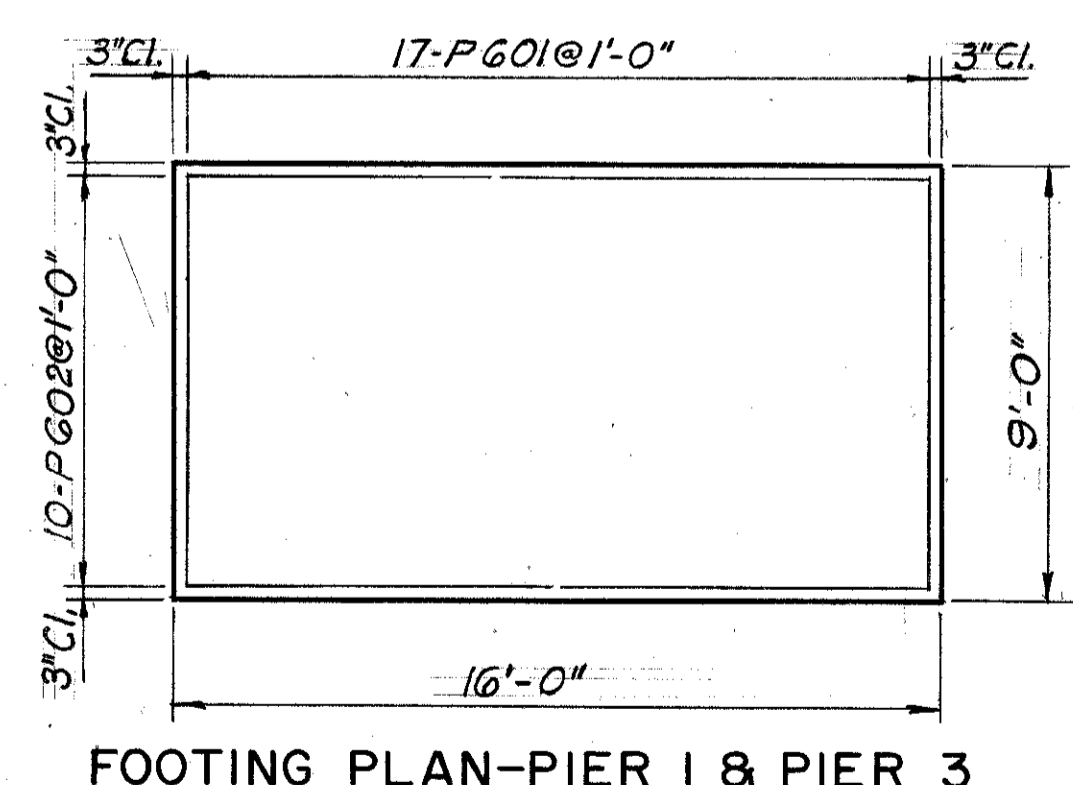 3"Cl.
17-P601@1'-0"
3"Cl.
3"Cl.
10-P602@1'-0"
3"Cl.
9'-0"
16'-0"
FOOTING PLAN-PIER 1 & PIER 3